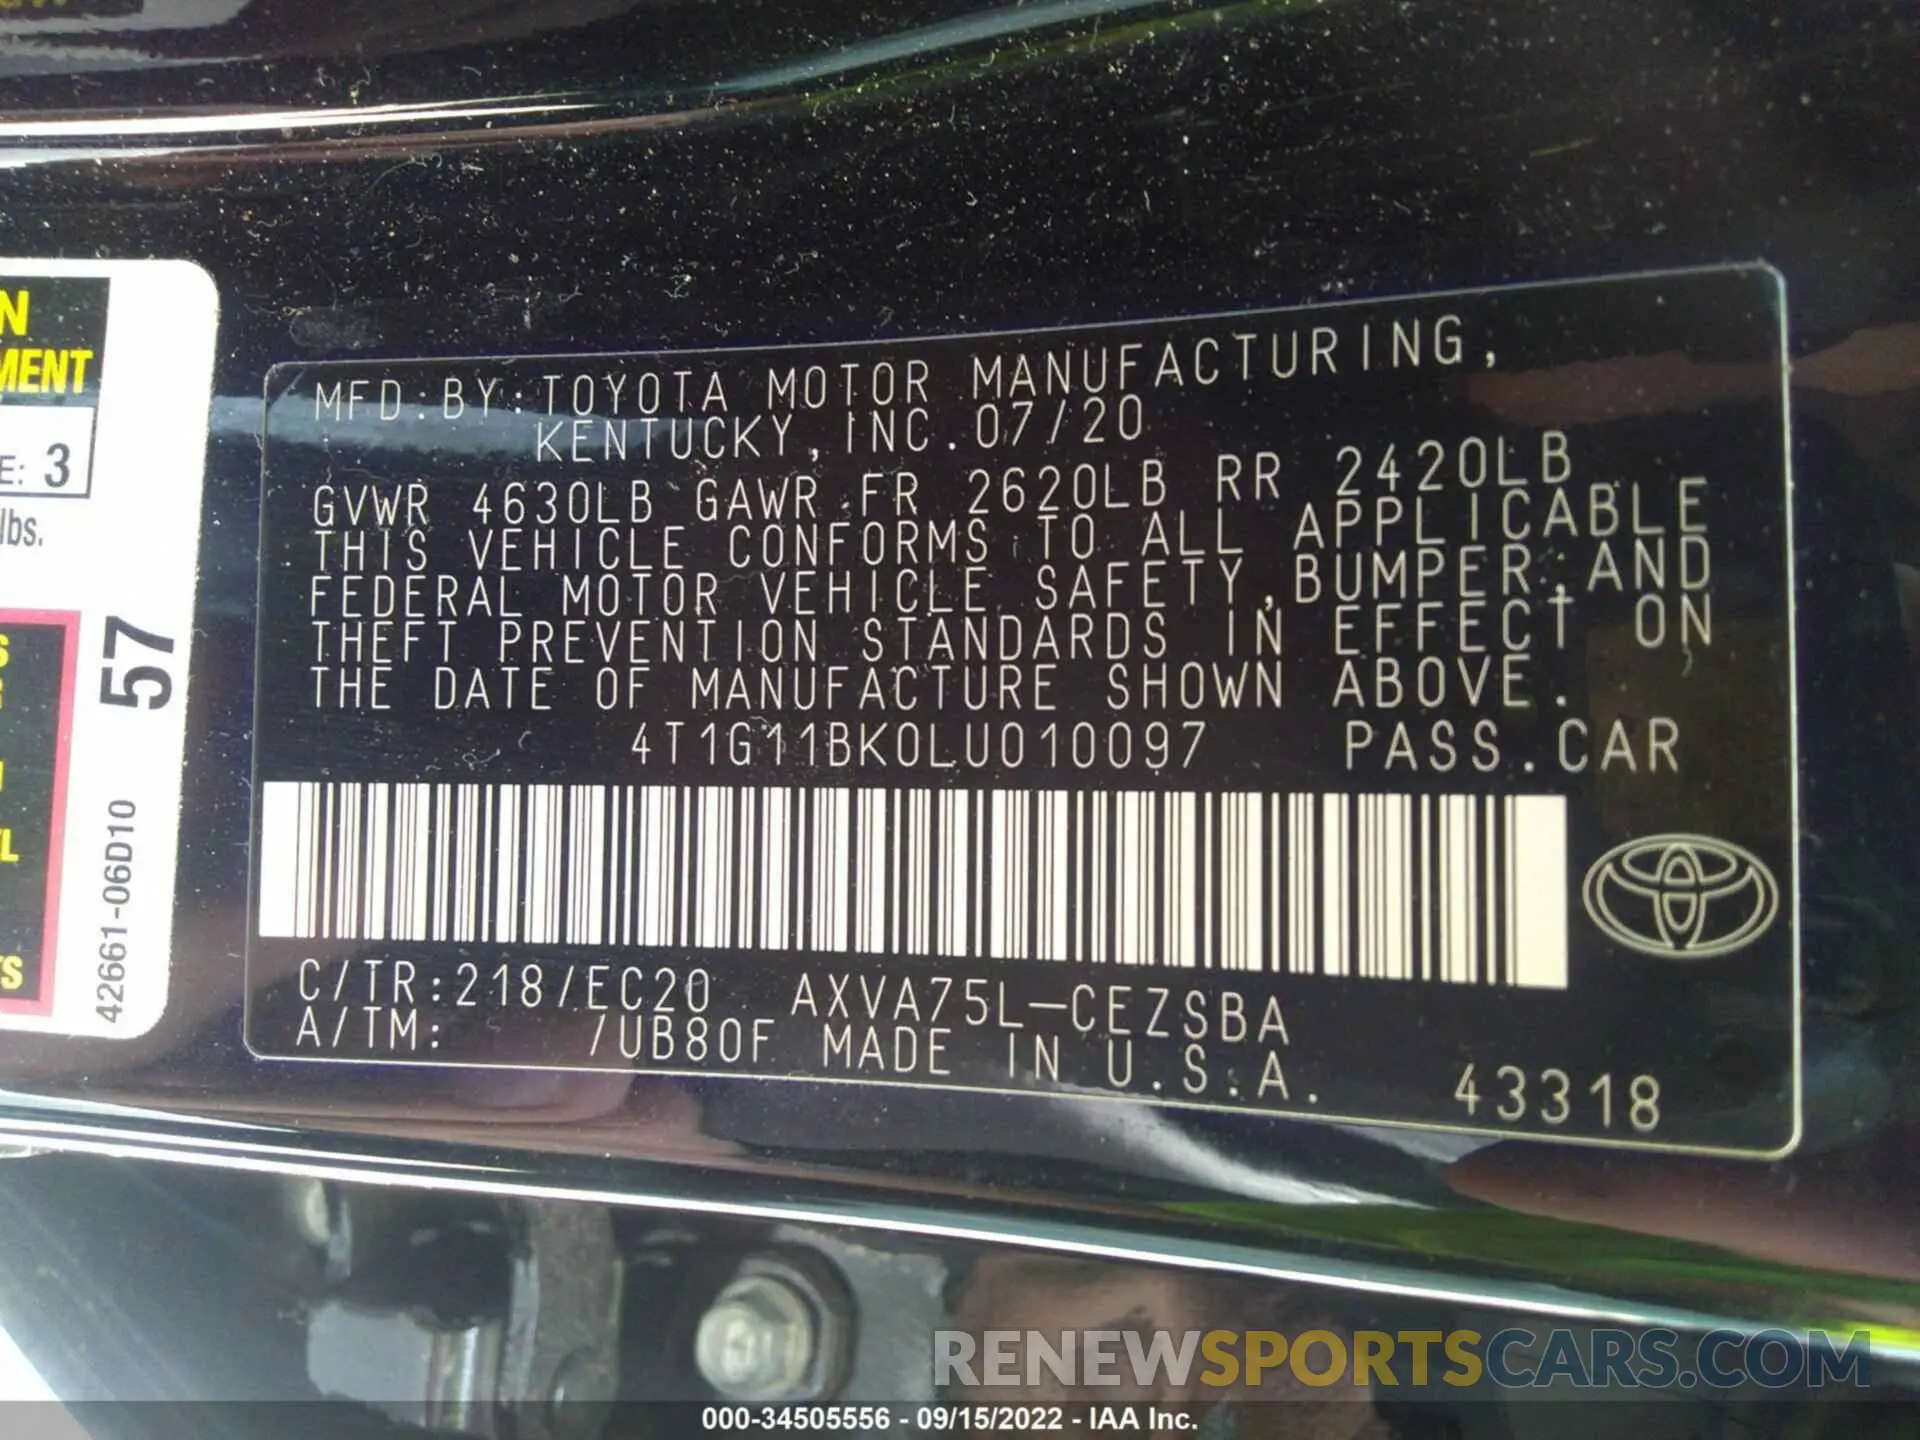 MFD:BY:TOYOTA MOTOR MANUFACTURING,
KENTUCKY, INC.07/20
GVWR 4630LB GAWR FR 2620LB RR 2420LB
THIS VEHICLE CONFORMS TO ALL APPLICABLE
FEDERAL MOTOR VEHICLE SAFETY,BUMPER,AND
THEFT PREVENTION STANDARDS IN EFFECT ON
THE DATE OF MANUFACTURE SHOWN ABOVE.
4T1G11BK0LU010097 PASS.CAR
C/TR:218/EC20 AXVA75L-CEZSBA
A/TM: /UB80F MADE IN U.S.A.
43318
E: 3
lbs.
57
42661-06D10
RENEWSPORTSCARS.COM
000-34505556 - 09/15/2022 - IAA Inc.